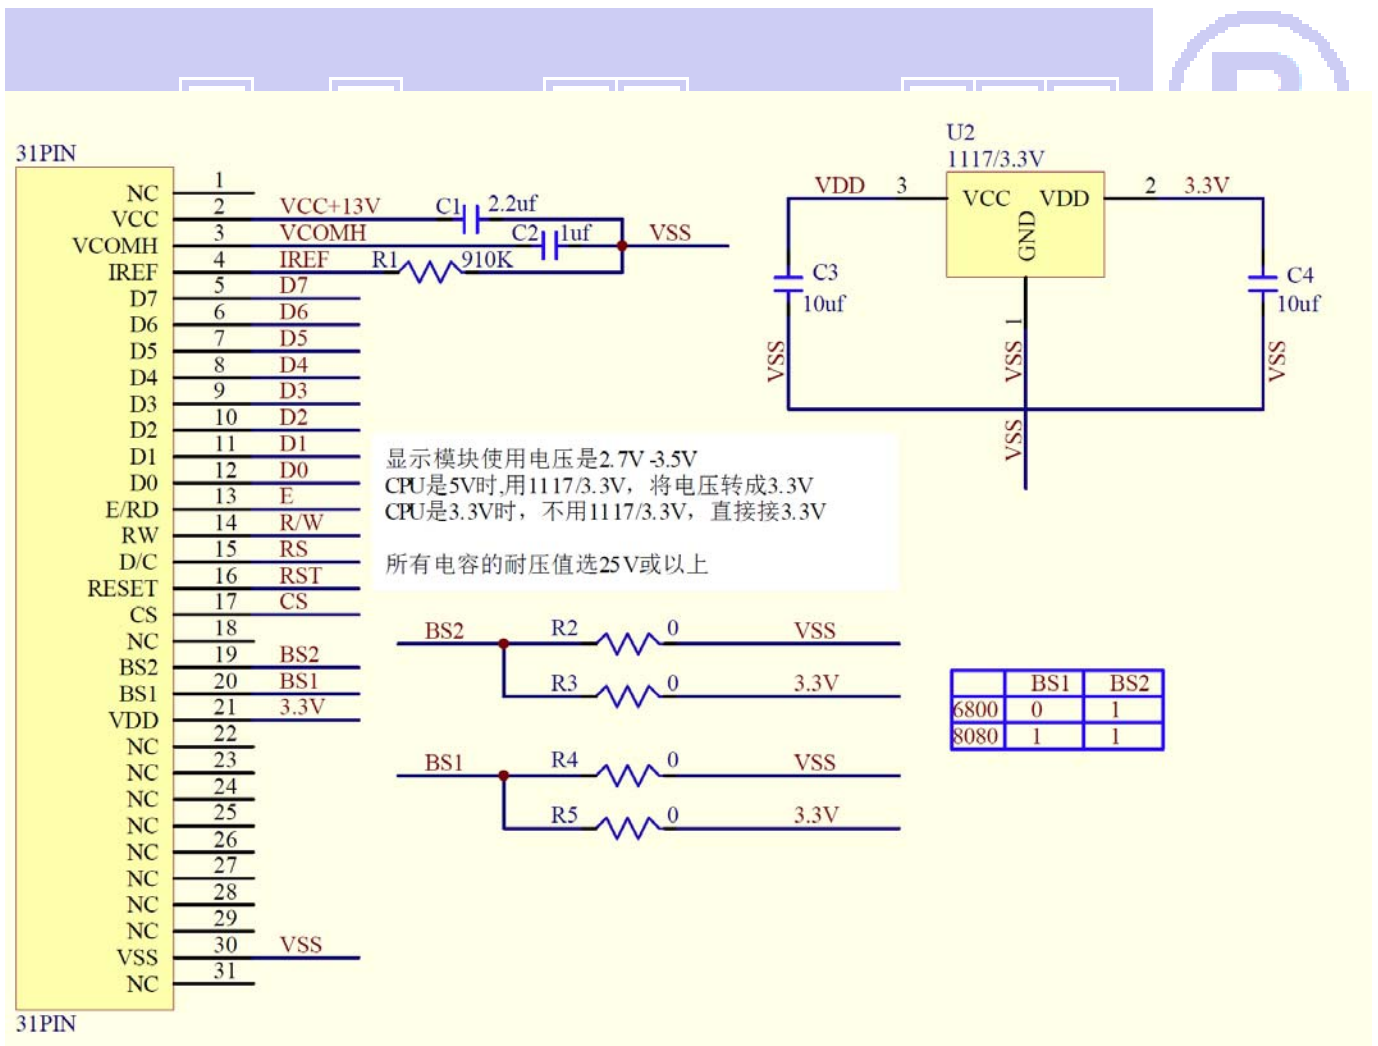 31PIN
NC 1
VCC 2 VCC+13V C1 2.2uf
VCOMH 3 VCOMH C2 1uf VSS
IREF 4 IREF R1 910K
D7 5 D7
D6 6 D6
D5 7 D5
D4 8 D4
D3 9 D3
D2 10 D2
D1 11 D1
D0 12 D0
E/RD 13 E
RW 14 R/W
D/C 15 RS
RESET 16 RST
CS 17 CS
NC 18
BS2 19 BS2
BS1 20 BS1
VDD 21 3.3V
NC 22
NC 23
NC 24
NC 25
NC 26
NC 27
NC 28
NC 29
VSS 30 VSS
NC 31
31PIN
U2
1117/3.3V
VDD 3 VCC VDD 2 3.3V
GND
C3
10uf
C4
10uf
1
VSS VSS VSS
VSS
显示模块使用电压是2.7V-3.5V
CPU是5V时,用1117/3.3V，将电压转成3.3V
CPU是3.3V时，不用1117/3.3V，直接接3.3V
所有电容的耐压值选25V或以上
BS2 R2 0 VSS
R3 0 3.3V
BS1 R4 0 VSS
R5 0 3.3V
BS1 BS2
6800 0 1
8080 1 1